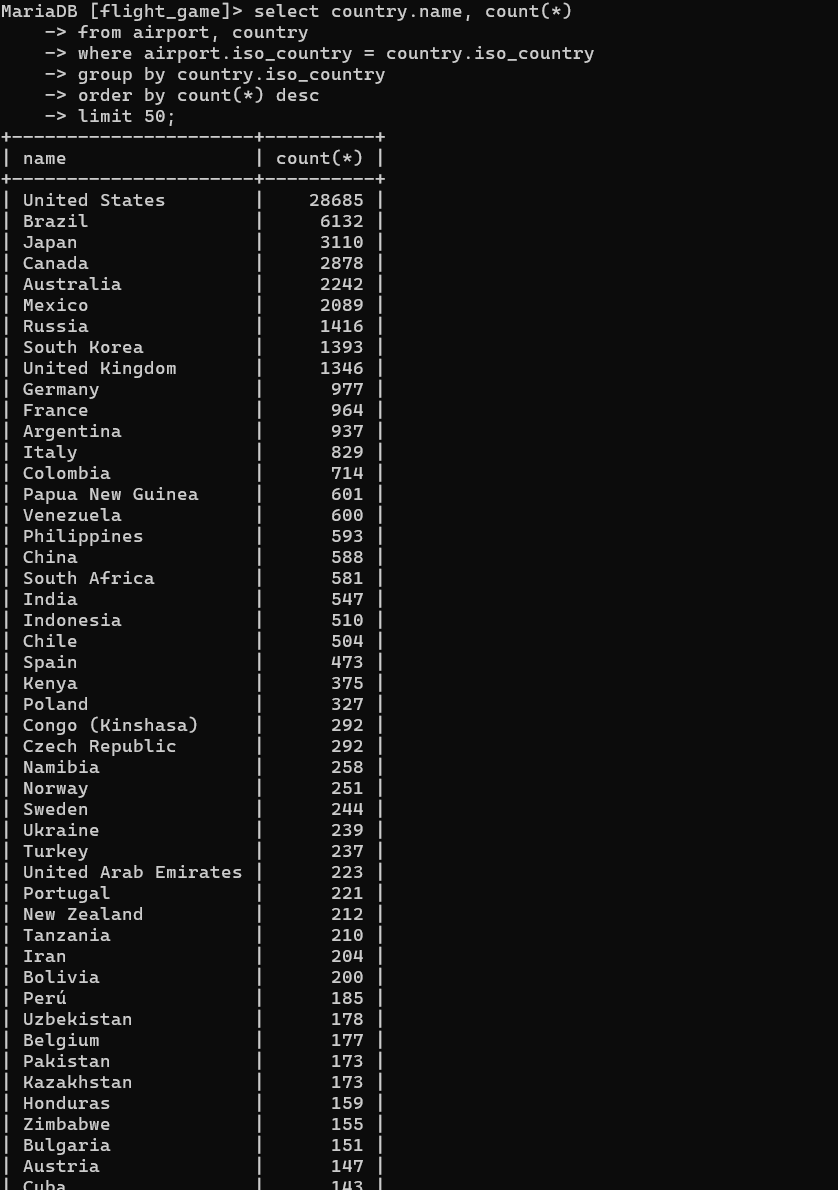 MariaDB [flight_game]> select country.name, count(*)
    -> from airport, country
    -> where airport.iso_country = country.iso_country
    -> group by country.iso_country
    -> order by count(*) desc
    -> limit 50;
+----------------------+----------+
| name                 | count(*) |
+----------------------+----------+
| United States        |    28685 |
| Brazil               |     6132 |
| Japan                |     3110 |
| Canada               |     2878 |
| Australia            |     2242 |
| Mexico               |     2089 |
| Russia               |     1416 |
| South Korea          |     1393 |
| United Kingdom       |     1346 |
| Germany              |      977 |
| France               |      964 |
| Argentina            |      937 |
| Italy                |      829 |
| Colombia             |      714 |
| Papua New Guinea     |      601 |
| Venezuela            |      600 |
| Philippines          |      593 |
| China                |      588 |
| South Africa         |      581 |
| India                |      547 |
| Indonesia            |      510 |
| Chile                |      504 |
| Spain                |      473 |
| Kenya                |      375 |
| Poland               |      327 |
| Congo (Kinshasa)     |      292 |
| Czech Republic       |      292 |
| Namibia              |      258 |
| Norway               |      251 |
| Sweden               |      244 |
| Ukraine              |      239 |
| Turkey               |      237 |
| United Arab Emirates |      223 |
| Portugal             |      221 |
| New Zealand          |      212 |
| Tanzania             |      210 |
| Iran                 |      204 |
| Bolivia              |      200 |
| Perú                 |      185 |
| Uzbekistan           |      178 |
| Belgium              |      177 |
| Pakistan             |      173 |
| Kazakhstan           |      173 |
| Honduras             |      159 |
| Zimbabwe             |      155 |
| Bulgaria             |      151 |
| Austria              |      147 |
| Cuba                 |      143 |